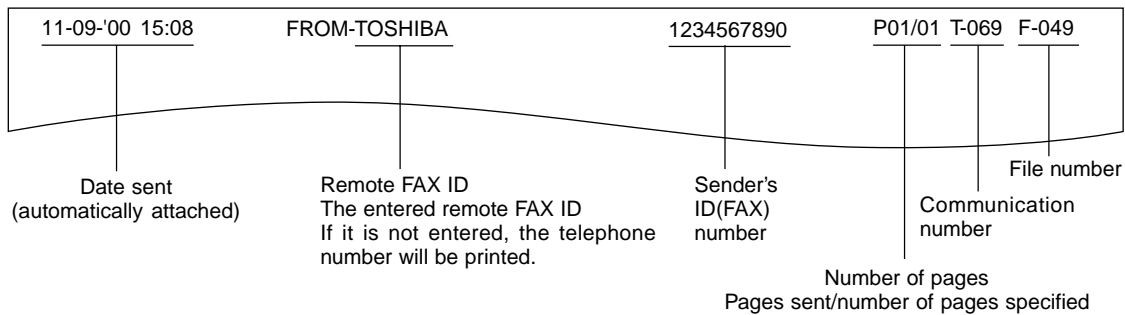 11-09-'00 15:08 FROM-TOSHIBA 1234567890 P01/01 T-069 F-049
Date sent
(automatically attached)
Remote FAX ID
The entered remote FAX ID
If it is not entered, the telephone
number will be printed.
Sender's
ID(FAX)
number
File number
Communication
number
Number of pages
Pages sent/number of pages specified